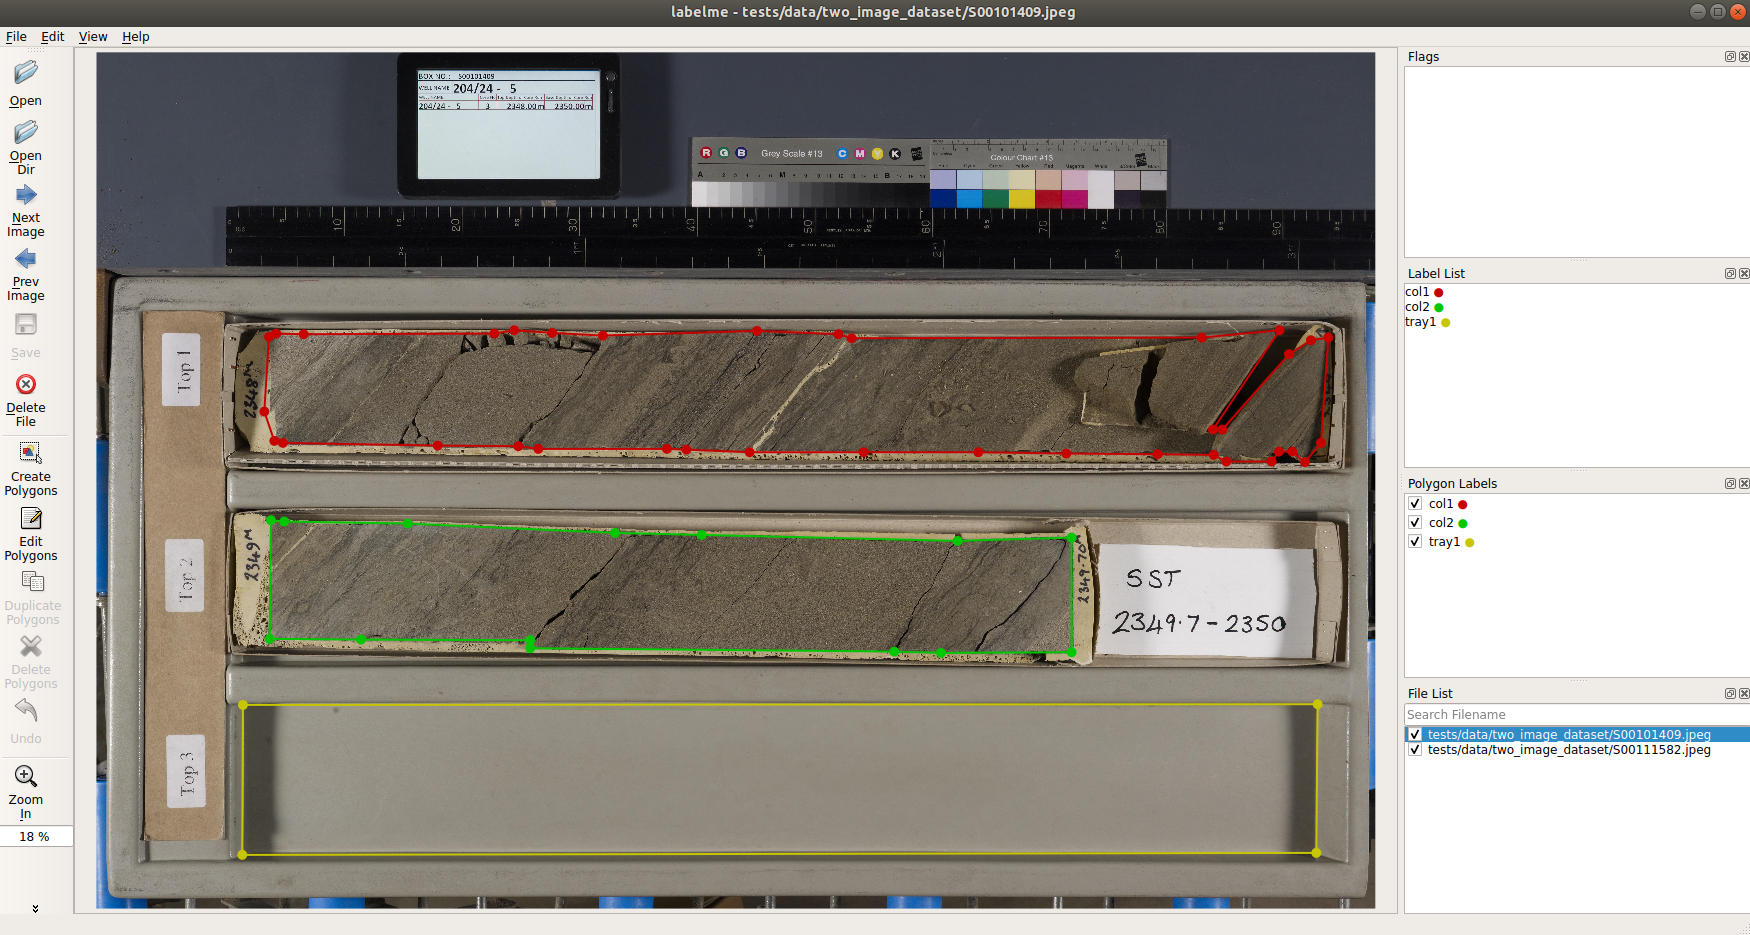 labelme - tests/data/two_image_dataset/S00101409.jpeg
File Edit View Help
Open
Open
Dir
Next
Image
Prev
Image
Save
Delete
File
Create
Polygons
Edit
Polygons
Duplicate
Polygons
Delete
Polygons
Undo
Zoom
In
18 %
BOX NO.: S00101409
WELL NAME 204/24 - 5
204/24 - 5 3 2348.00m 2350.00m
R G B Grey Scale #13 C M Y K
A M B
Colour Chart #13
10 20 30 40 50 60 70 80 90
Top 1
2348M
Top 2
2349M
2349.70M
SST
2349.7-2350
Top 3
Flags
Label List
col1
col2
tray1
Polygon Labels
col1
col2
tray1
File List
Search Filename
tests/data/two_image_dataset/S00101409.jpeg
tests/data/two_image_dataset/S00111582.jpeg